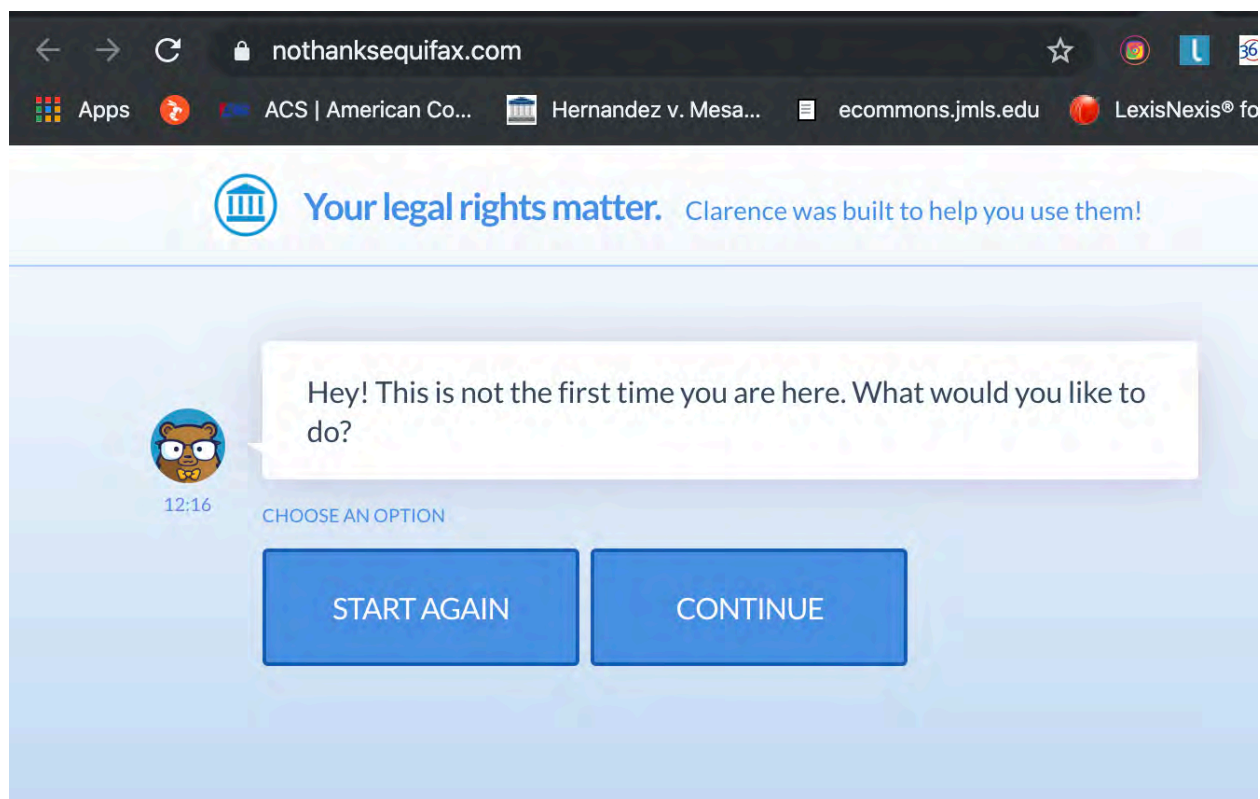 nothanksequifax.com
Apps ACS | American Co... Hernandez v. Mesa... ecommons.jmls.edu LexisNexis® fo
Your legal rights matter. Clarence was built to help you use them!
Hey! This is not the first time you are here. What would you like to
do?
12:16
CHOOSE AN OPTION
START AGAIN CONTINUE